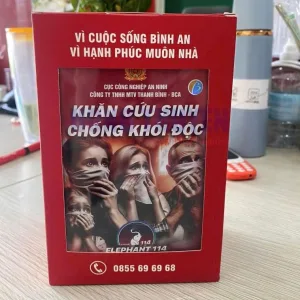 VÌ CUỘC SỐNG BÌNH AN
VÌ HẠNH PHÚC MUÔN NHÀ
CỤC CÔNG NGHIỆP AN NINH
CÔNG TY TNHH MTV THANH BÌNH - BCA
KHĂN CỨU SINH
CHỐNG KHÓI ĐỘC
114
ELEPHANT 114
0855 69 69 68